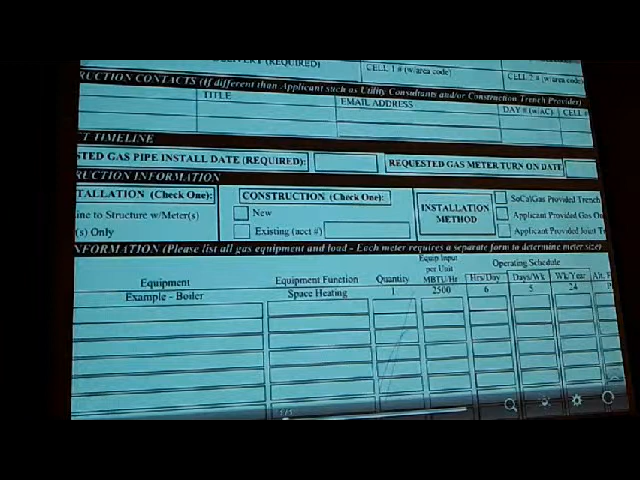 DELIVERY (REQUIRED)
CELL 1 # (w/area code)
CELL 2 # (w/area code)
RUCTION CONTACTS (If different than Applicant such as Utility Consultants and/or Construction Trench Provider)
TITLE
EMAIL ADDRESS
DAY # (w/AC)
CELL #
T TIMELINE
STED GAS PIPE INSTALL DATE (REQUIRED):
REQUESTED GAS METER TURN ON DATE
RUCTION INFORMATION
TALLATION (Check One):
CONSTRUCTION (Check One):
INSTALLATION
METHOD
SoCalGas Provided Trench
ine to Structure w/Meter(s)
New
Applicant Provided Gas On
(s) Only
Existing (acct #)
Applicant Provided Joint T
NFORMATION (Please list all gas equipment and load - Each meter requires a separate form to determine meter size)
Equipment
Equipment Function
Quantity
Equip Input
per Unit
MBTU/Hr
Operating Schedule
Hrs/Day
Days/Wk
Wk/Year
Alt. F
Example - Boiler
Space Heating
1
2500
6
5
24